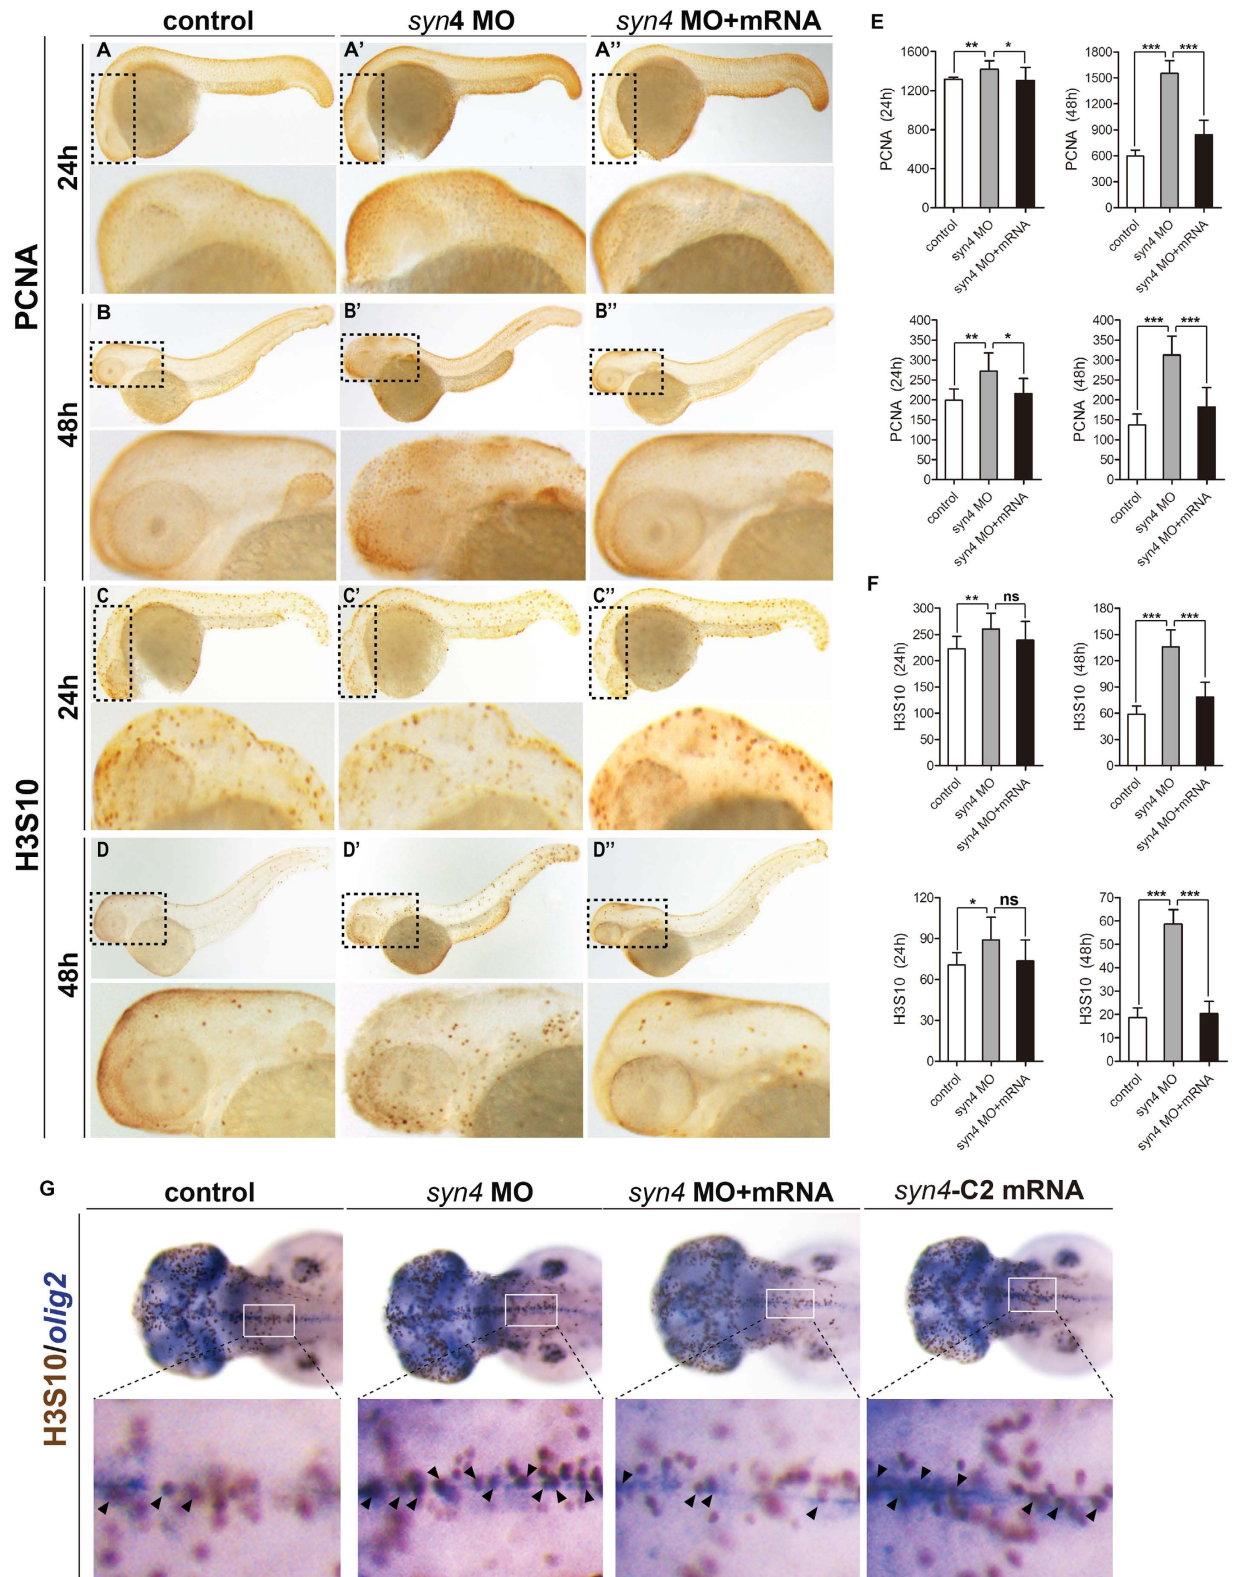 control
syn4 MO
syn4 MO+mRNA
PCNA
24h
A
A'
A''
48h
B
B'
B''
H3S10
24h
C
C'
C''
48h
D
D'
D''
E
PCNA (24h)
1600
1200
800
400
0
** *
control
syn4 MO
syn4 MO+mRNA
PCNA (48h)
1800
1500
1200
900
600
300
0
*** ***
control
syn4 MO
syn4 MO+mRNA
PCNA (24h)
400
350
300
250
200
150
100
50
0
** *
control
syn4 MO
syn4 MO+mRNA
PCNA (48h)
400
350
300
250
200
150
100
50
0
*** ***
control
syn4 MO
syn4 MO+mRNA
F
H3S10 (24h)
300
250
200
150
100
50
0
** ns
control
syn4 MO
syn4 MO+mRNA
H3S10 (48h)
180
150
120
90
60
30
0
*** ***
control
syn4 MO
syn4 MO+mRNA
H3S10 (24h)
120
90
60
30
0
* ns
control
syn4 MO
syn4 MO+mRNA
H3S10 (48h)
70
60
50
40
30
20
10
0
*** ***
control
syn4 MO
syn4 MO+mRNA
G
control
syn4 MO
syn4 MO+mRNA
syn4-C2 mRNA
H3S10/olig2